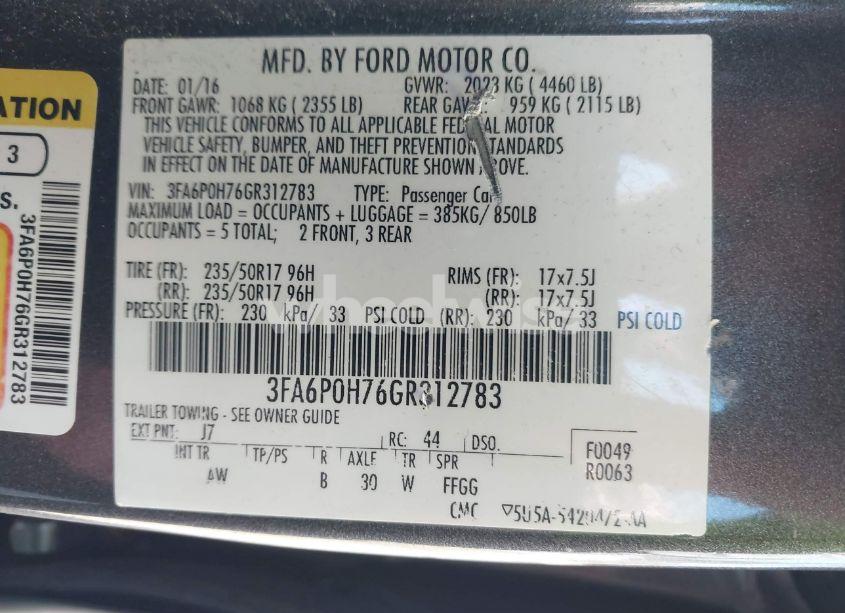 ATION
3
s.
3FA6P0H76GR312783
MFD. BY FORD MOTOR CO.
DATE: 01/16 GVWR: 2023 KG ( 4460 LB)
FRONT GAWR: 1068 KG ( 2355 LB) REAR GAW 959 KG ( 2115 LB)
THIS VEHICLE CONFORMS TO ALL APPLICABLE FEDERAL MOTOR
VEHICLE SAFETY, BUMPER, AND THEFT PREVENTION STANDARDS
IN EFFECT ON THE DATE OF MANUFACTURE SHOWN ABOVE.
VIN: 3FA6P0H76GR312783 TYPE: Passenger Car
MAXIMUM LOAD = OCCUPANTS + LUGGAGE = 385KG/ 850LB
OCCUPANTS = 5 TOTAL; 2 FRONT, 3 REAR
TIRE (FR): 235/50R17 96H RIMS (FR): 17x7.5J
(RR): 235/50R17 96H (RR): 17x7.5J
PRESSURE (FR): 230 kPa/ 33 PSI COLD (RR): 230 kPa/ 33 PSI COLD
3FA6P0H76GR312783
TRAILER TOWING - SEE OWNER GUIDE
EXT PNT: J7 RC: 44 DSO:
INT TR TP/PS R AXLE TR SPR
AW B 30 W FFGG
F0049
R0063
CMC